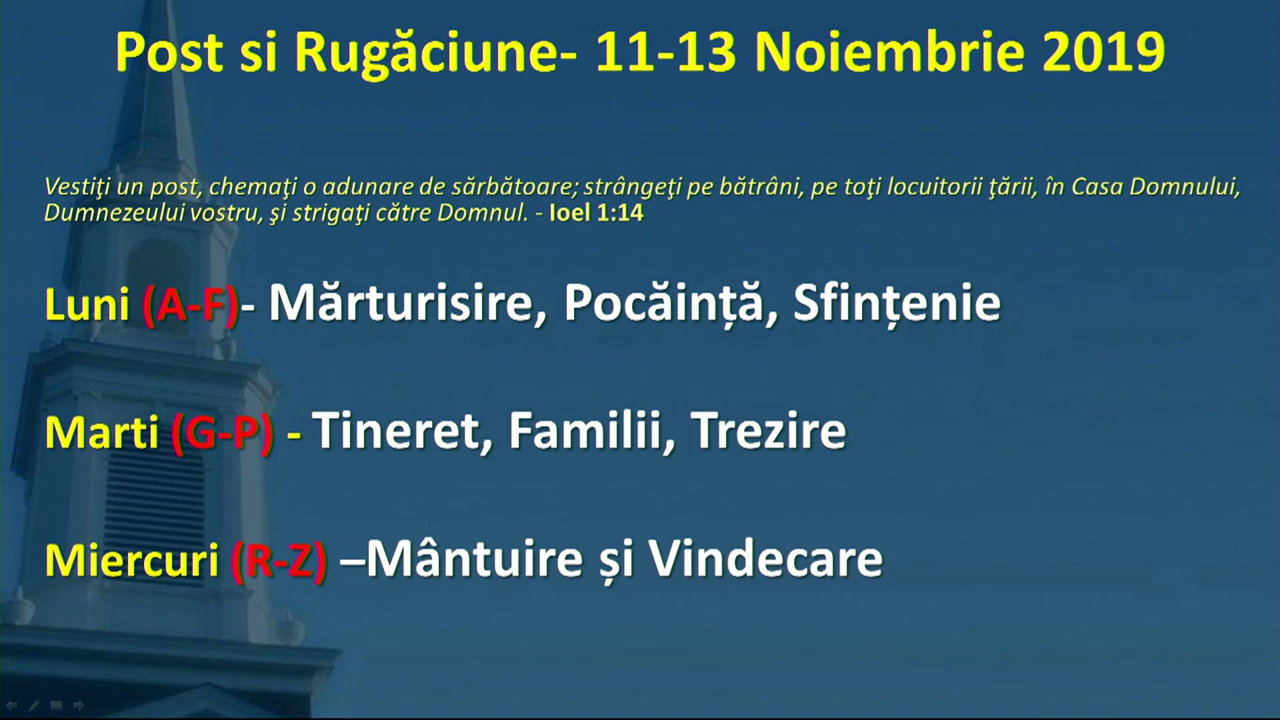 Post si Rugăciune- 11-13 Noiembrie 2019
Vestiţi un post, chemaţi o adunare de sărbătoare; strângeţi pe bătrâni, pe toţi locuitorii ţării, în Casa Domnului,
Dumnezeului vostru, şi strigaţi către Domnul. - Ioel 1:14
Luni (A-F)- Mărturisire, Pocăință, Sfințenie
Marti (G-P) - Tineret, Familii, Trezire
Miercuri (R-Z) –Mântuire și Vindecare